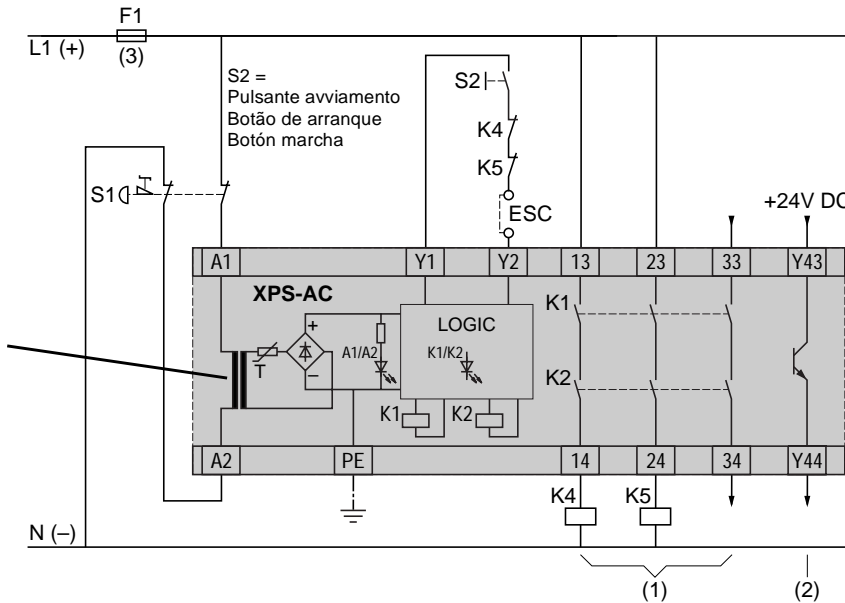 F1
L1 (+)
(3)
S2 =
Pulsante avviamento
Botão de arranque
Botón marcha
S2
K4
K5
ESC
S1
+24V DC
A1
Y1
Y2
13
23
33
Y43
XPS-AC
K1
LOGIC
+
A1/A2
K1/K2
T
–
K2
K1
K2
A2
PE
14
24
34
Y44
K4
K5
N (–)
(1)
(2)